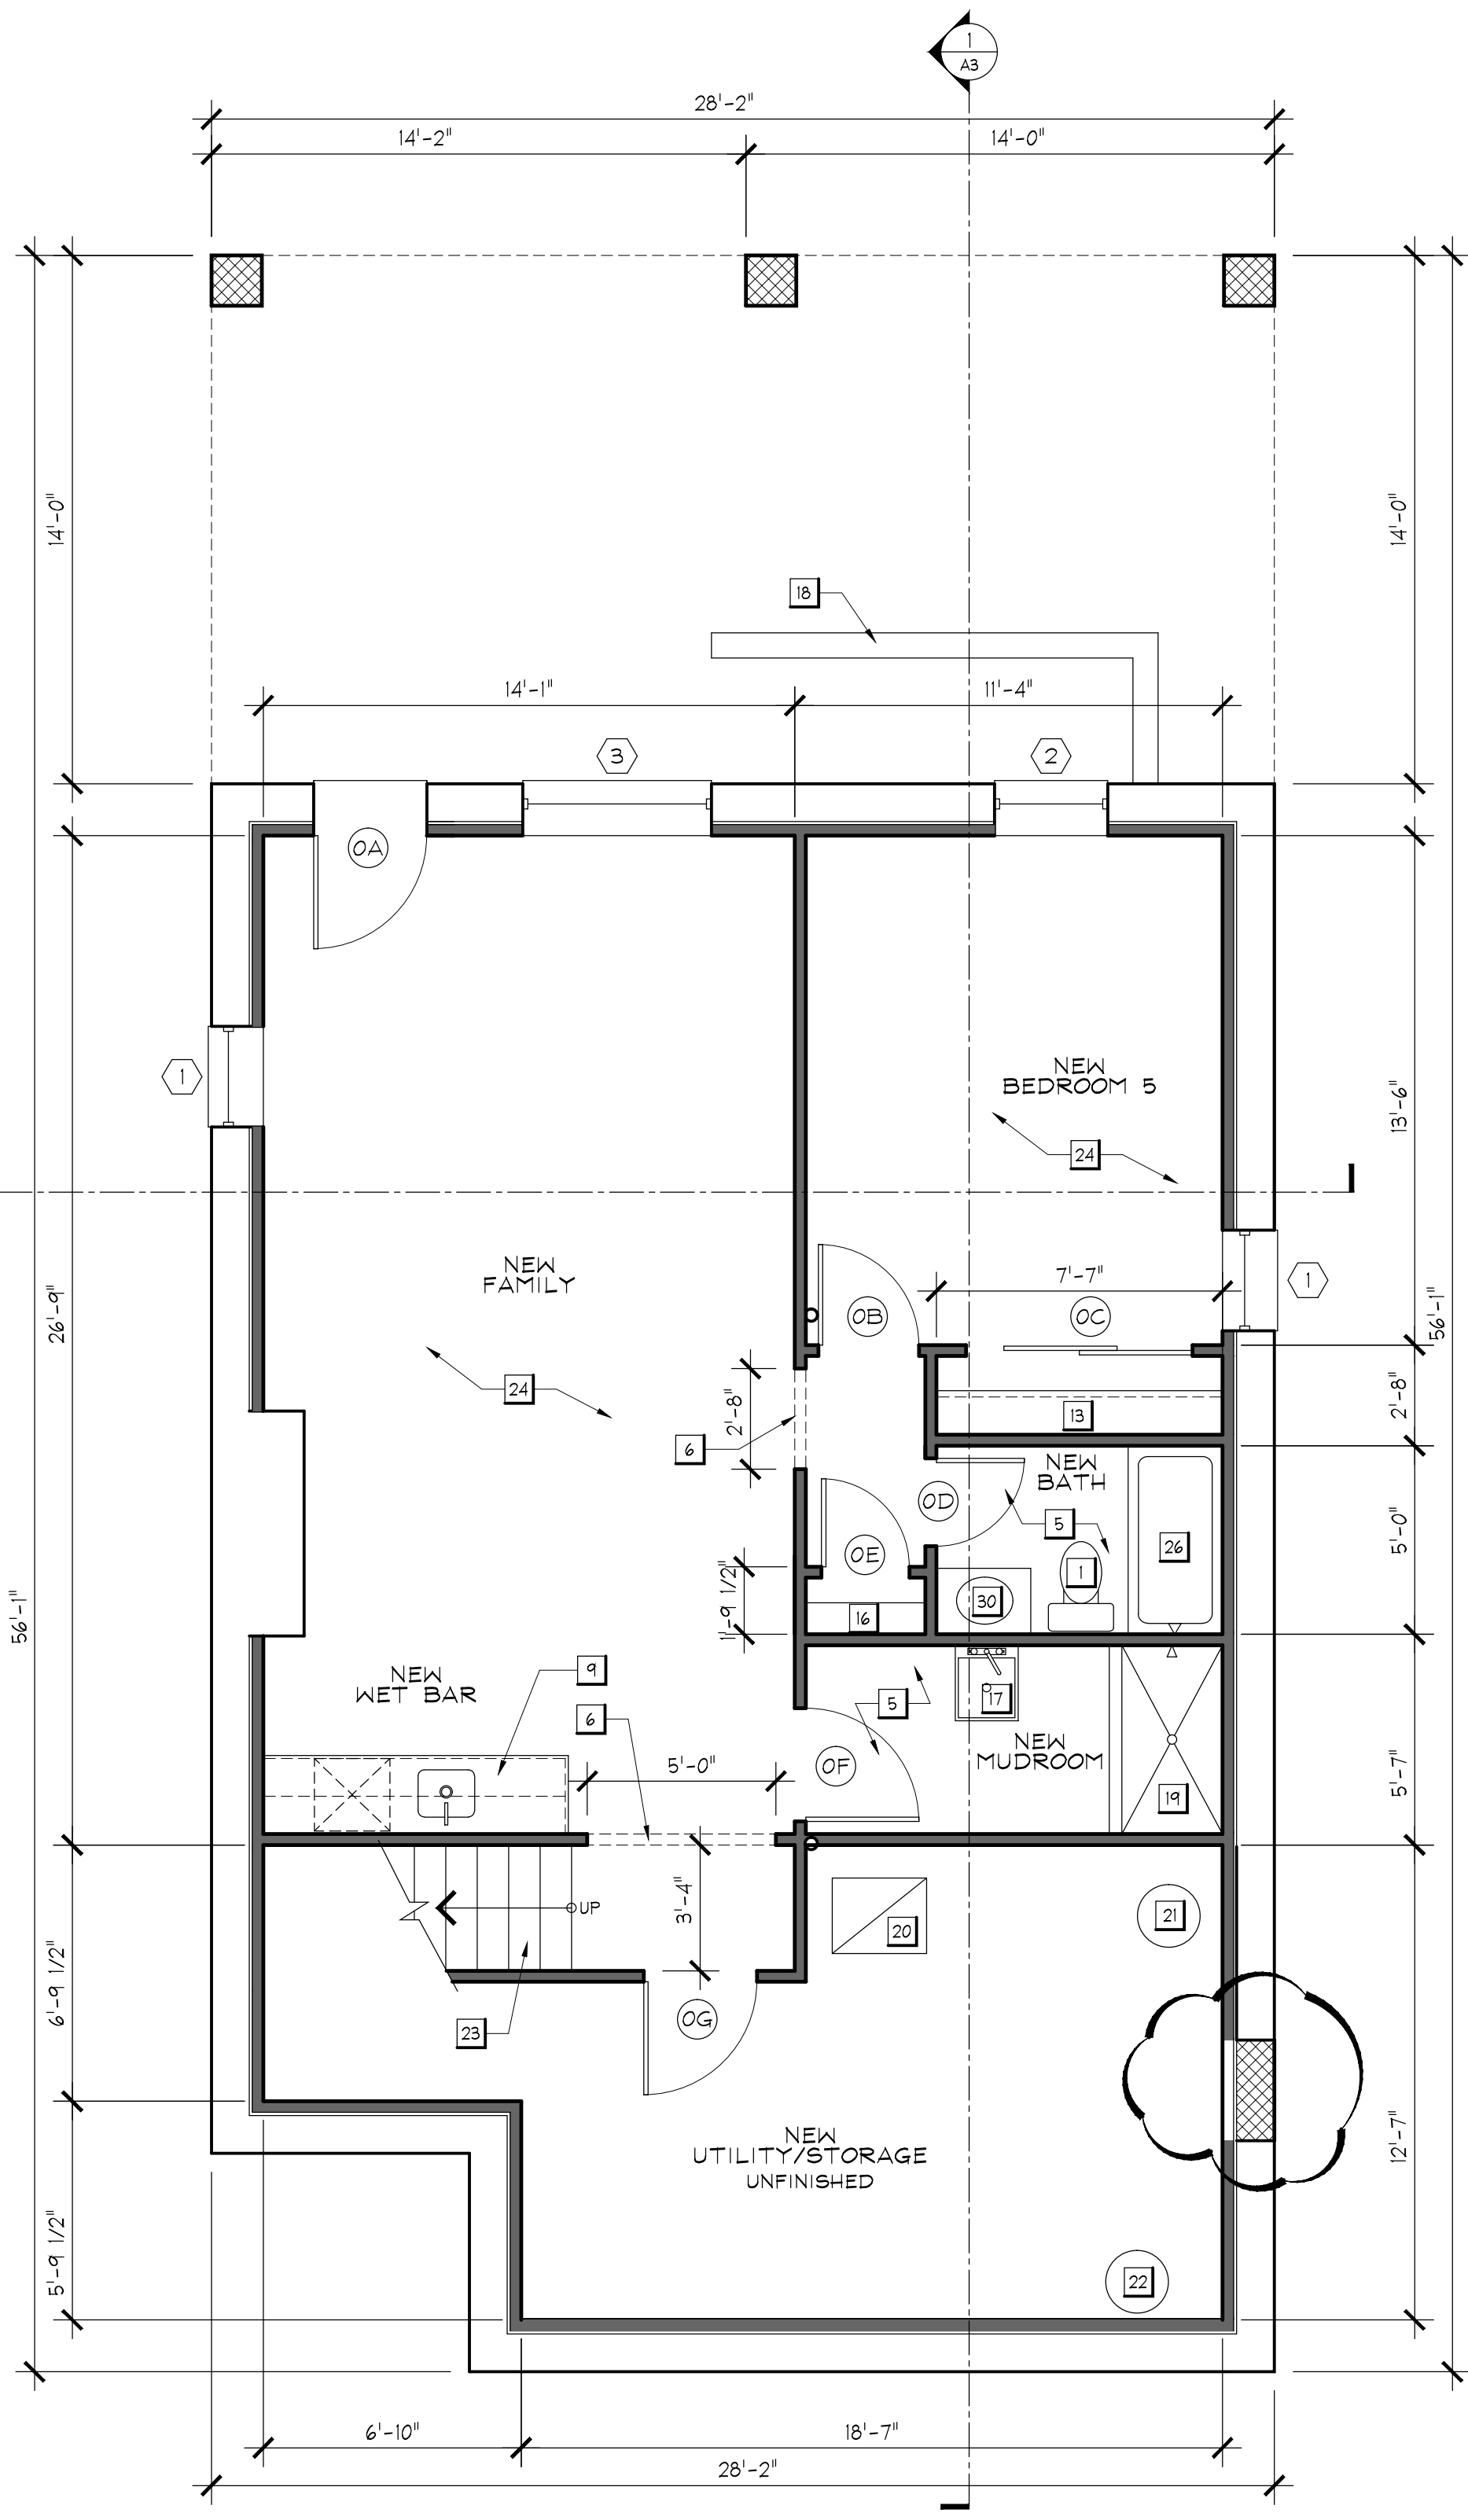 1
A3
28'-2"
14'-2"
14'-0"
14'-0"
14'-0"
18
14'-1"
11'-4"
3
2
0A
1
NEW
BEDROOM 5
24
13'-6"
NEW
FAMILY
26'-9"
7'-7"
1
56'-1"
0B
0C
24
2'-8"
2'-8"
13
6
NEW
BATH
0D
5
5'-0"
26
0E
1
1'-9 1/2"
30
16
56'-1"
NEW
WET BAR
9
6
5
17
NEW
MUDROOM
5'-0"
0F
5'-7"
19
UP
3'-4"
20
21
6'-9 1/2"
23
0G
NEW
UTILITY/STORAGE
UNFINISHED
12'-7"
5'-9 1/2"
22
6'-10"
18'-7"
28'-2"